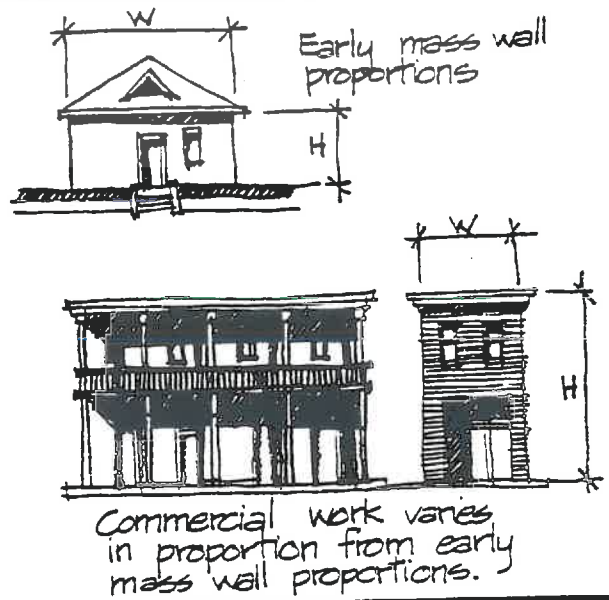 W
Early mass wall
proportions
H
W
H
Commercial work varies
in proportion from early
mass wall proportions.